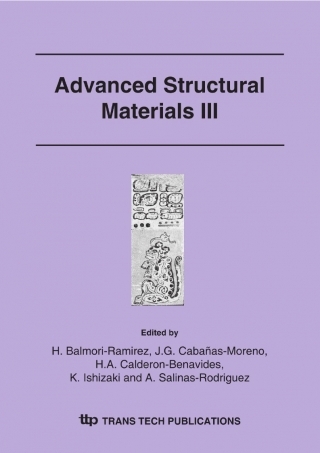 Advanced Structural
Materials III
Edited by
H. Balmori-Ramirez, J.G. Cabañas-Moreno,
H.A. Calderon-Benavides,
K. Ishizaki and A. Salinas-Rodriguez
ttp TRANS TECH PUBLICATIONS